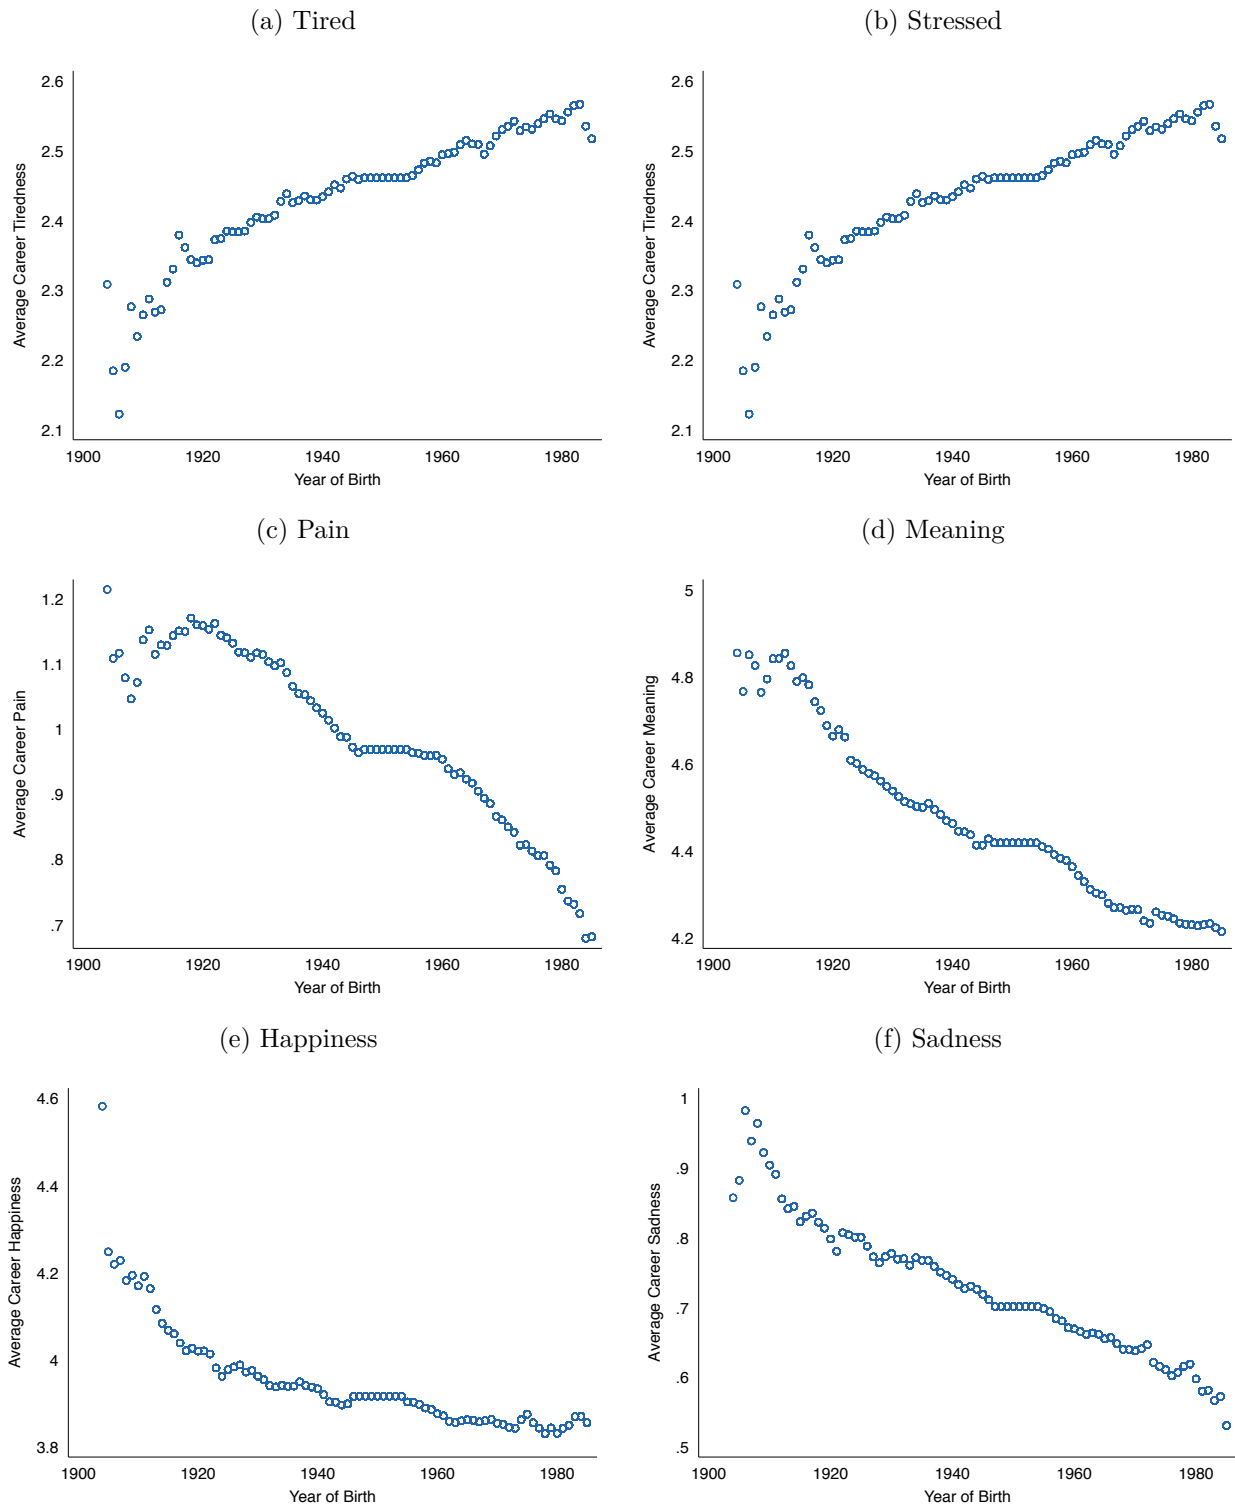 (a) Tired
2.6
2.5
2.4
2.3
2.2
2.1
Average Career Tiredness
1900 1920 1940 1960 1980
Year of Birth
(b) Stressed
2.6
2.5
2.4
2.3
2.2
2.1
Average Career Tiredness
1900 1920 1940 1960 1980
Year of Birth
(c) Pain
1.2
1.1
1
.9
.8
.7
Average Career Pain
1900 1920 1940 1960 1980
Year of Birth
(d) Meaning
5
4.8
4.6
4.4
4.2
Average Career Meaning
1900 1920 1940 1960 1980
Year of Birth
(e) Happiness
4.6
4.4
4.2
4
3.8
Average Career Happiness
1900 1920 1940 1960 1980
Year of Birth
(f) Sadness
1
.9
.8
.7
.6
.5
Average Career Sadness
1900 1920 1940 1960 1980
Year of Birth